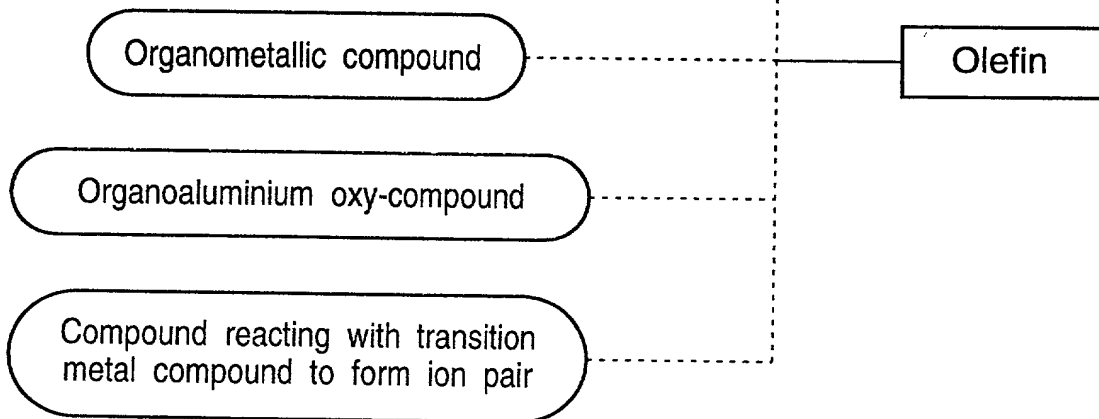 Organometallic compound
Olefin
Organoaluminium oxy-compound
Compound reacting with transition
metal compound to form ion pair